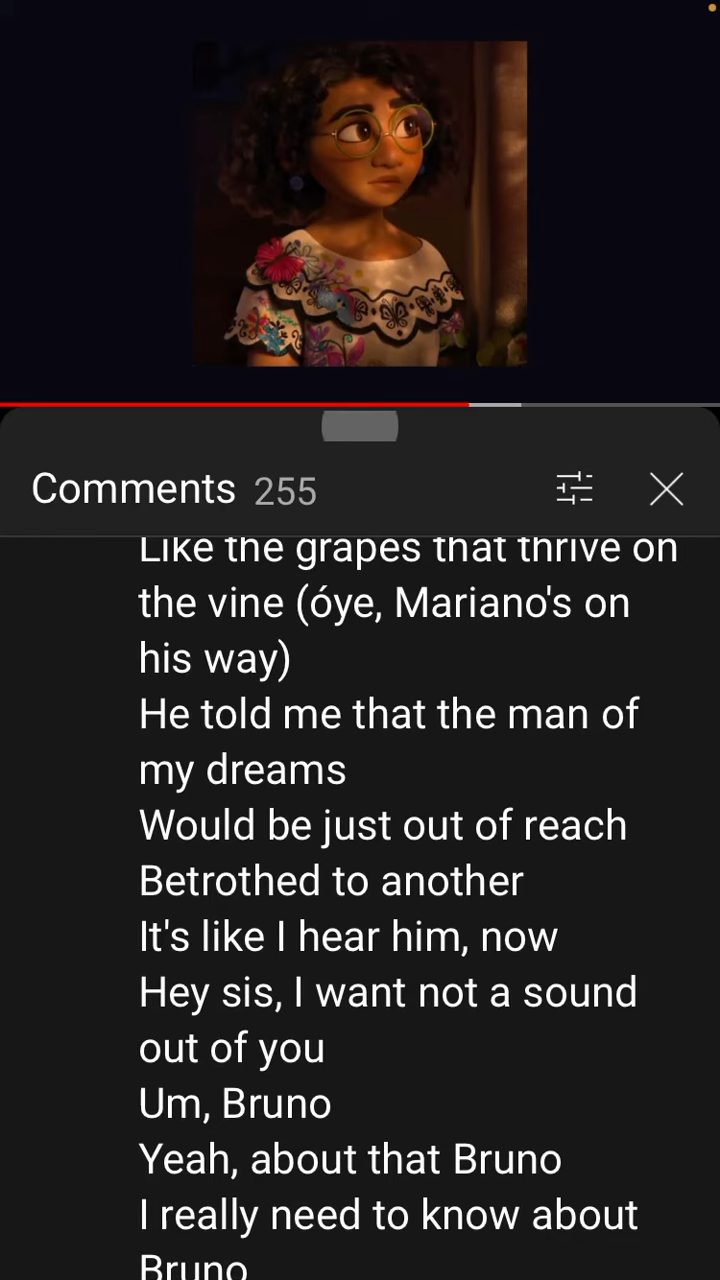 Comments 255
Like the grapes that thrive on
the vine (óye, Mariano's on
his way)
He told me that the man of
my dreams
Would be just out of reach
Betrothed to another
It's like I hear him, now
Hey sis, I want not a sound
out of you
Um, Bruno
Yeah, about that Bruno
I really need to know about
Bruno